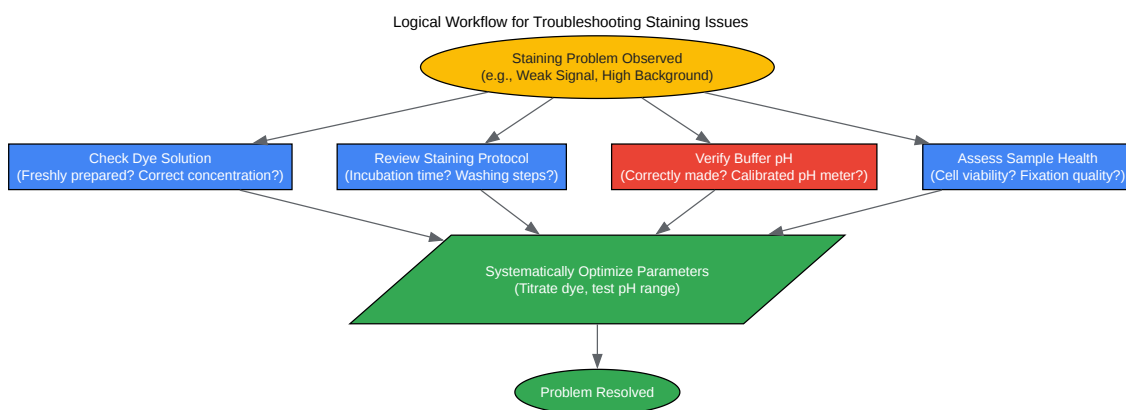 Logical Workflow for Troubleshooting Staining Issues
Staining Problem Observed
(e.g., Weak Signal, High Background)
Check Dye Solution
(Freshly prepared? Correct concentration?)
Review Staining Protocol
(Incubation time? Washing steps?)
Verify Buffer pH
(Correctly made? Calibrated pH meter?)
Assess Sample Health
(Cell viability? Fixation quality?)
Systematically Optimize Parameters
(Titrate dye, test pH range)
Problem Resolved